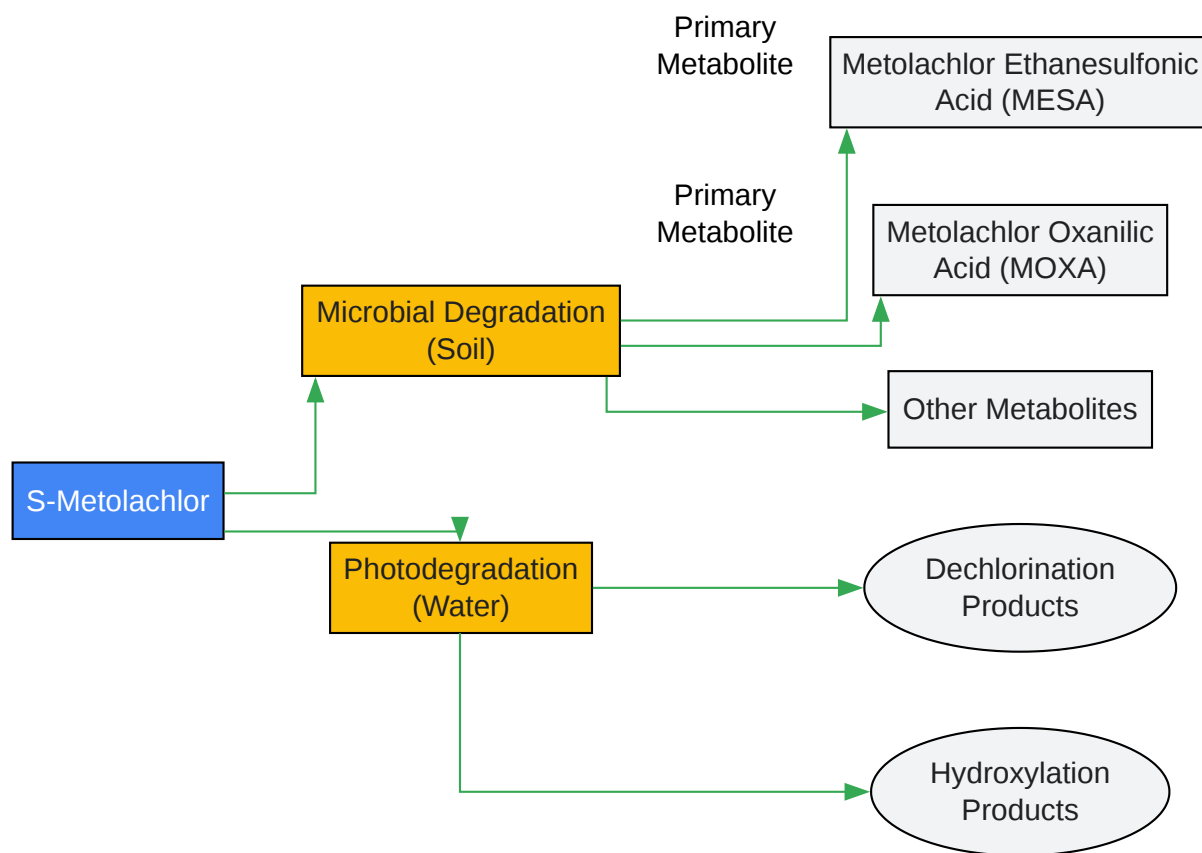 Primary
Metabolite
Metolachlor Ethanesulfonic
Acid (MESA)
Primary
Metabolite
Metolachlor Oxanilic
Acid (MOXA)
Microbial Degradation
(Soil)
Other Metabolites
S-Metolachlor
Photodegradation
(Water)
Dechlorination
Products
Hydroxylation
Products